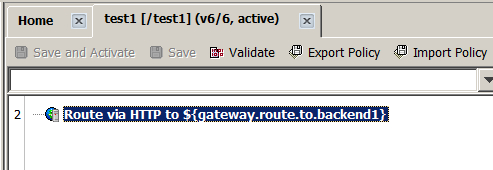 Home
test1 [/test1] (v6/6, active)
Save and Activate Save Validate Export Policy Import Policy
2 Route via HTTP to ${gateway.route.to.backend1}